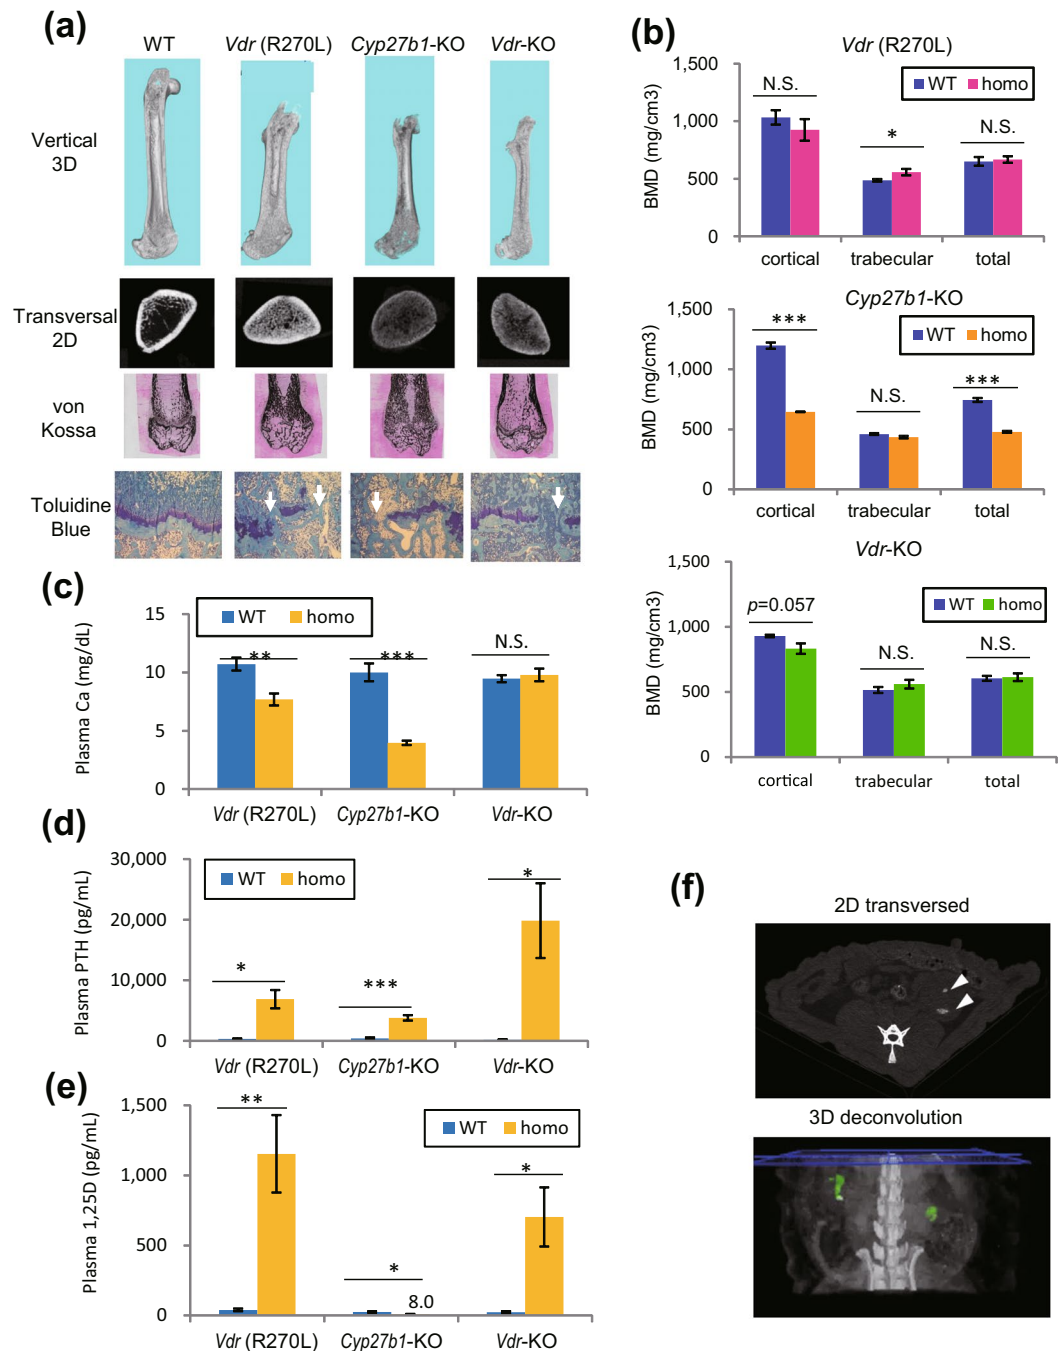 (a)
WT
Vdr (R270L)
Cyp27b1-KO
Vdr-KO
Vertical
3D
Transversal
2D
von
Kossa
Toluidine
Blue
(b)
Vdr (R270L)
1,500
WT homo
N.S.
1,000
*
N.S.
BMD (mg/cm3)
500
0
cortical trabecular total
Cyp27b1-KO
1,500
***
WT homo
1,000
N.S.
***
BMD (mg/cm3)
500
0
cortical trabecular total
Vdr-KO
1,500
WT homo
p=0.057
1,000
N.S.
N.S.
BMD (mg/cm3)
500
0
cortical trabecular total
(c)
15
WT homo
** *** N.S.
10
Plasma Ca (mg/dL)
5
0
Vdr (R270L) Cyp27b1-KO Vdr-KO
(d)
30,000
WT homo
*
20,000
Plasma PTH (pg/mL)
* ***
10,000
0
Vdr (R270L) Cyp27b1-KO Vdr-KO
(e)
1,500
**
WT homo
1,000
*
Plasma 1,25D (pg/mL)
500
*
8.0
0
Vdr (R270L) Cyp27b1-KO Vdr-KO
(f)
2D transversed
3D deconvolution